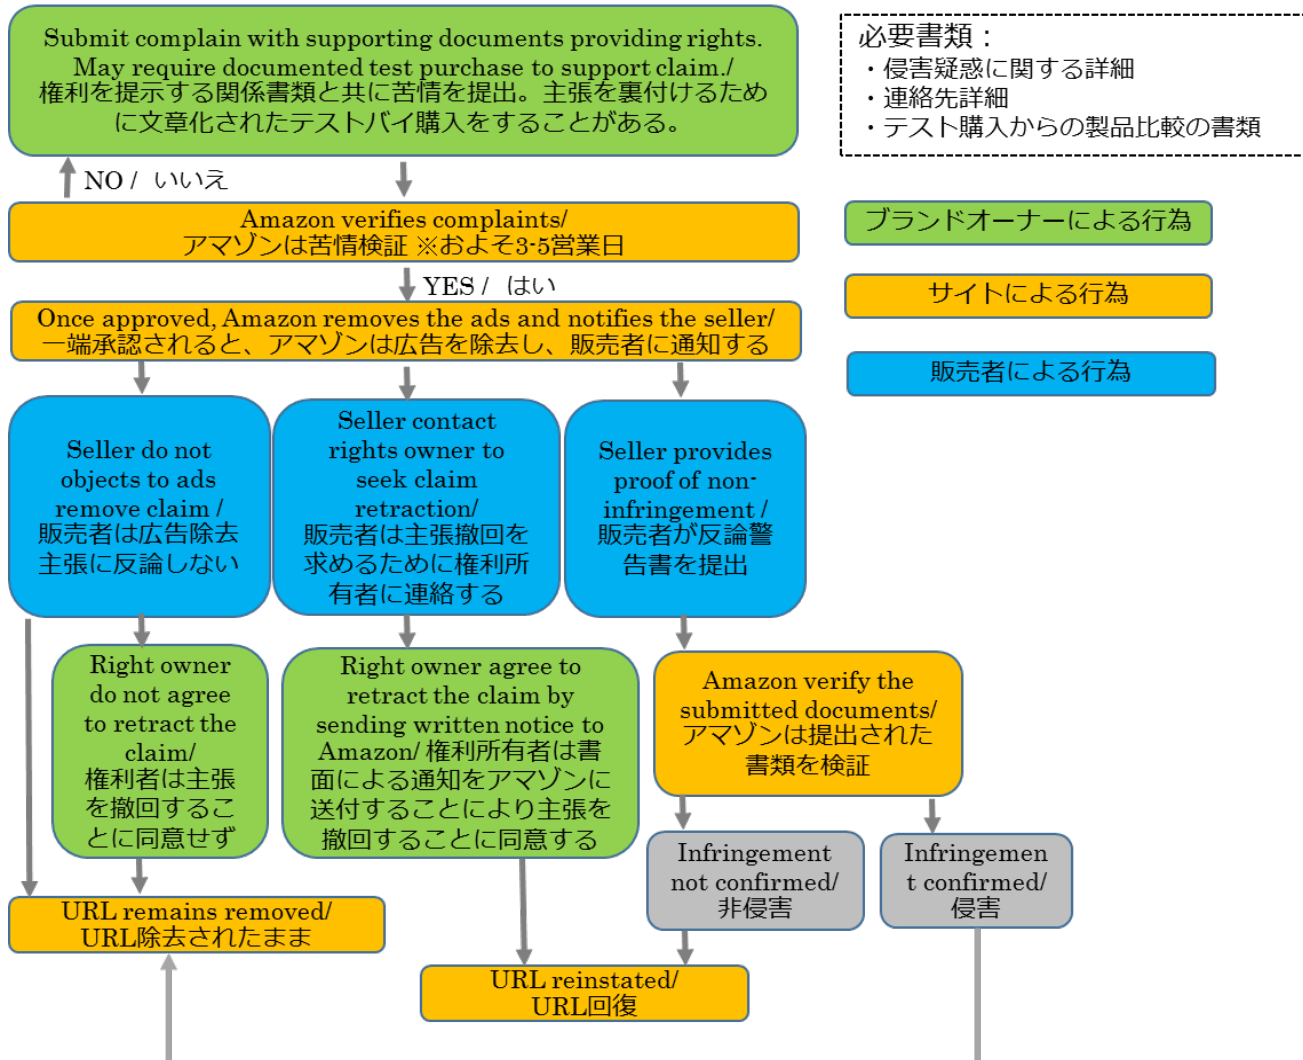 Submit complain with supporting documents providing rights.
May require documented test purchase to support claim./
権利を提示する関係書類と共に苦情を提出。主張を裏付けるため
に文章化されたテストバイ購入をすることがある。
必要書類：
・侵害疑惑に関する詳細
・連絡先詳細
・テスト購入からの製品比較の書類
NO / いいえ
Amazon verifies complaints/
アマゾンは苦情検証 ※およそ3-5営業日
ブランドオーナーによる行為
YES / はい
サイトによる行為
Once approved, Amazon removes the ads and notifies the seller/
一端承認されると、アマゾンは広告を除去し、販売者に通知する
販売者による行為
Seller do not
objects to ads
remove claim /
販売者は広告除去
主張に反論しない
Seller contact
rights owner to
seek claim
retraction/
販売者は主張撤回を
求めるために権利所
有者に連絡する
Seller provides
proof of non-
infringement /
販売者が反論警
告書を提出
Right owner
do not agree
to retract the
claim/
権利者は主張
を撤回するこ
とに同意せず
Right owner agree to
retract the claim by
sending written notice to
Amazon/ 権利所有者は書
面による通知をアマゾンに
送付することにより主張を
撤回することに同意する
Amazon verify the
submitted documents/
アマゾンは提出された
書類を検証
Infringement
not confirmed/
非侵害
Infringemen
t confirmed/
侵害
URL remains removed/
URL除去されたまま
URL reinstated/
URL回復